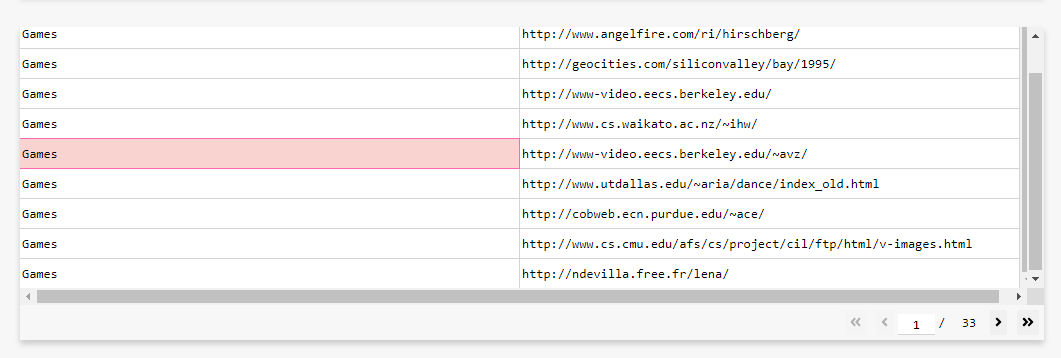 Games http://www.angelfire.com/ri/hirschberg/
Games http://geocities.com/siliconvalley/bay/1995/
Games http://www-video.eecs.berkeley.edu/
Games http://www.cs.waikato.ac.nz/~ihw/
Games http://www-video.eecs.berkeley.edu/~avz/
Games http://www.utdallas.edu/~aria/dance/index_old.html
Games http://cobweb.ecn.purdue.edu/~ace/
Games http://www.cs.cmu.edu/afs/cs/project/cil/ftp/html/v-images.html
Games http://ndevilla.free.fr/lena/
1 / 33